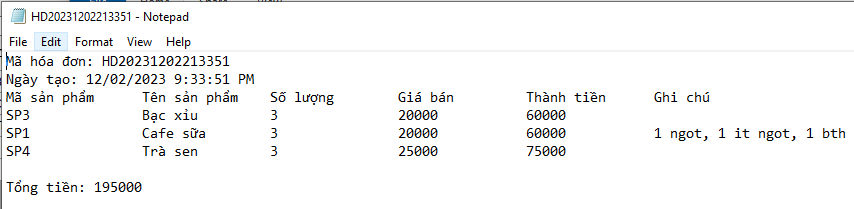 HD20231202213351 - Notepad
File Edit Format View Help
Mã hóa đơn: HD20231202213351
Ngày tạo: 12/02/2023 9:33:51 PM
Mã sản phẩm Tên sản phẩm Số lượng Giá bán Thành tiền Ghi chú
SP3 Bạc xỉu 3 20000 60000
SP1 Cafe sữa 3 20000 60000 1 ngot, 1 it ngot, 1 bth
SP4 Trà sen 3 25000 75000
Tổng tiền: 195000